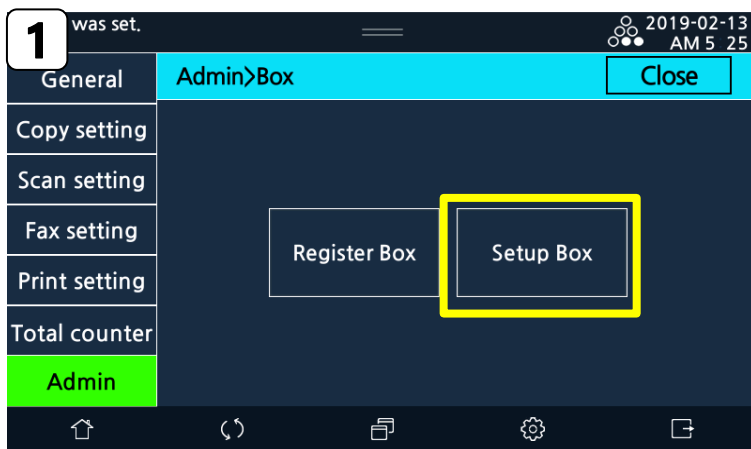 1
was set.
2019-02-13
AM 5 25
General
Admin>Box
Close
Copy setting
Scan setting
Fax setting
Print setting
Total counter
Admin
Register Box
Setup Box